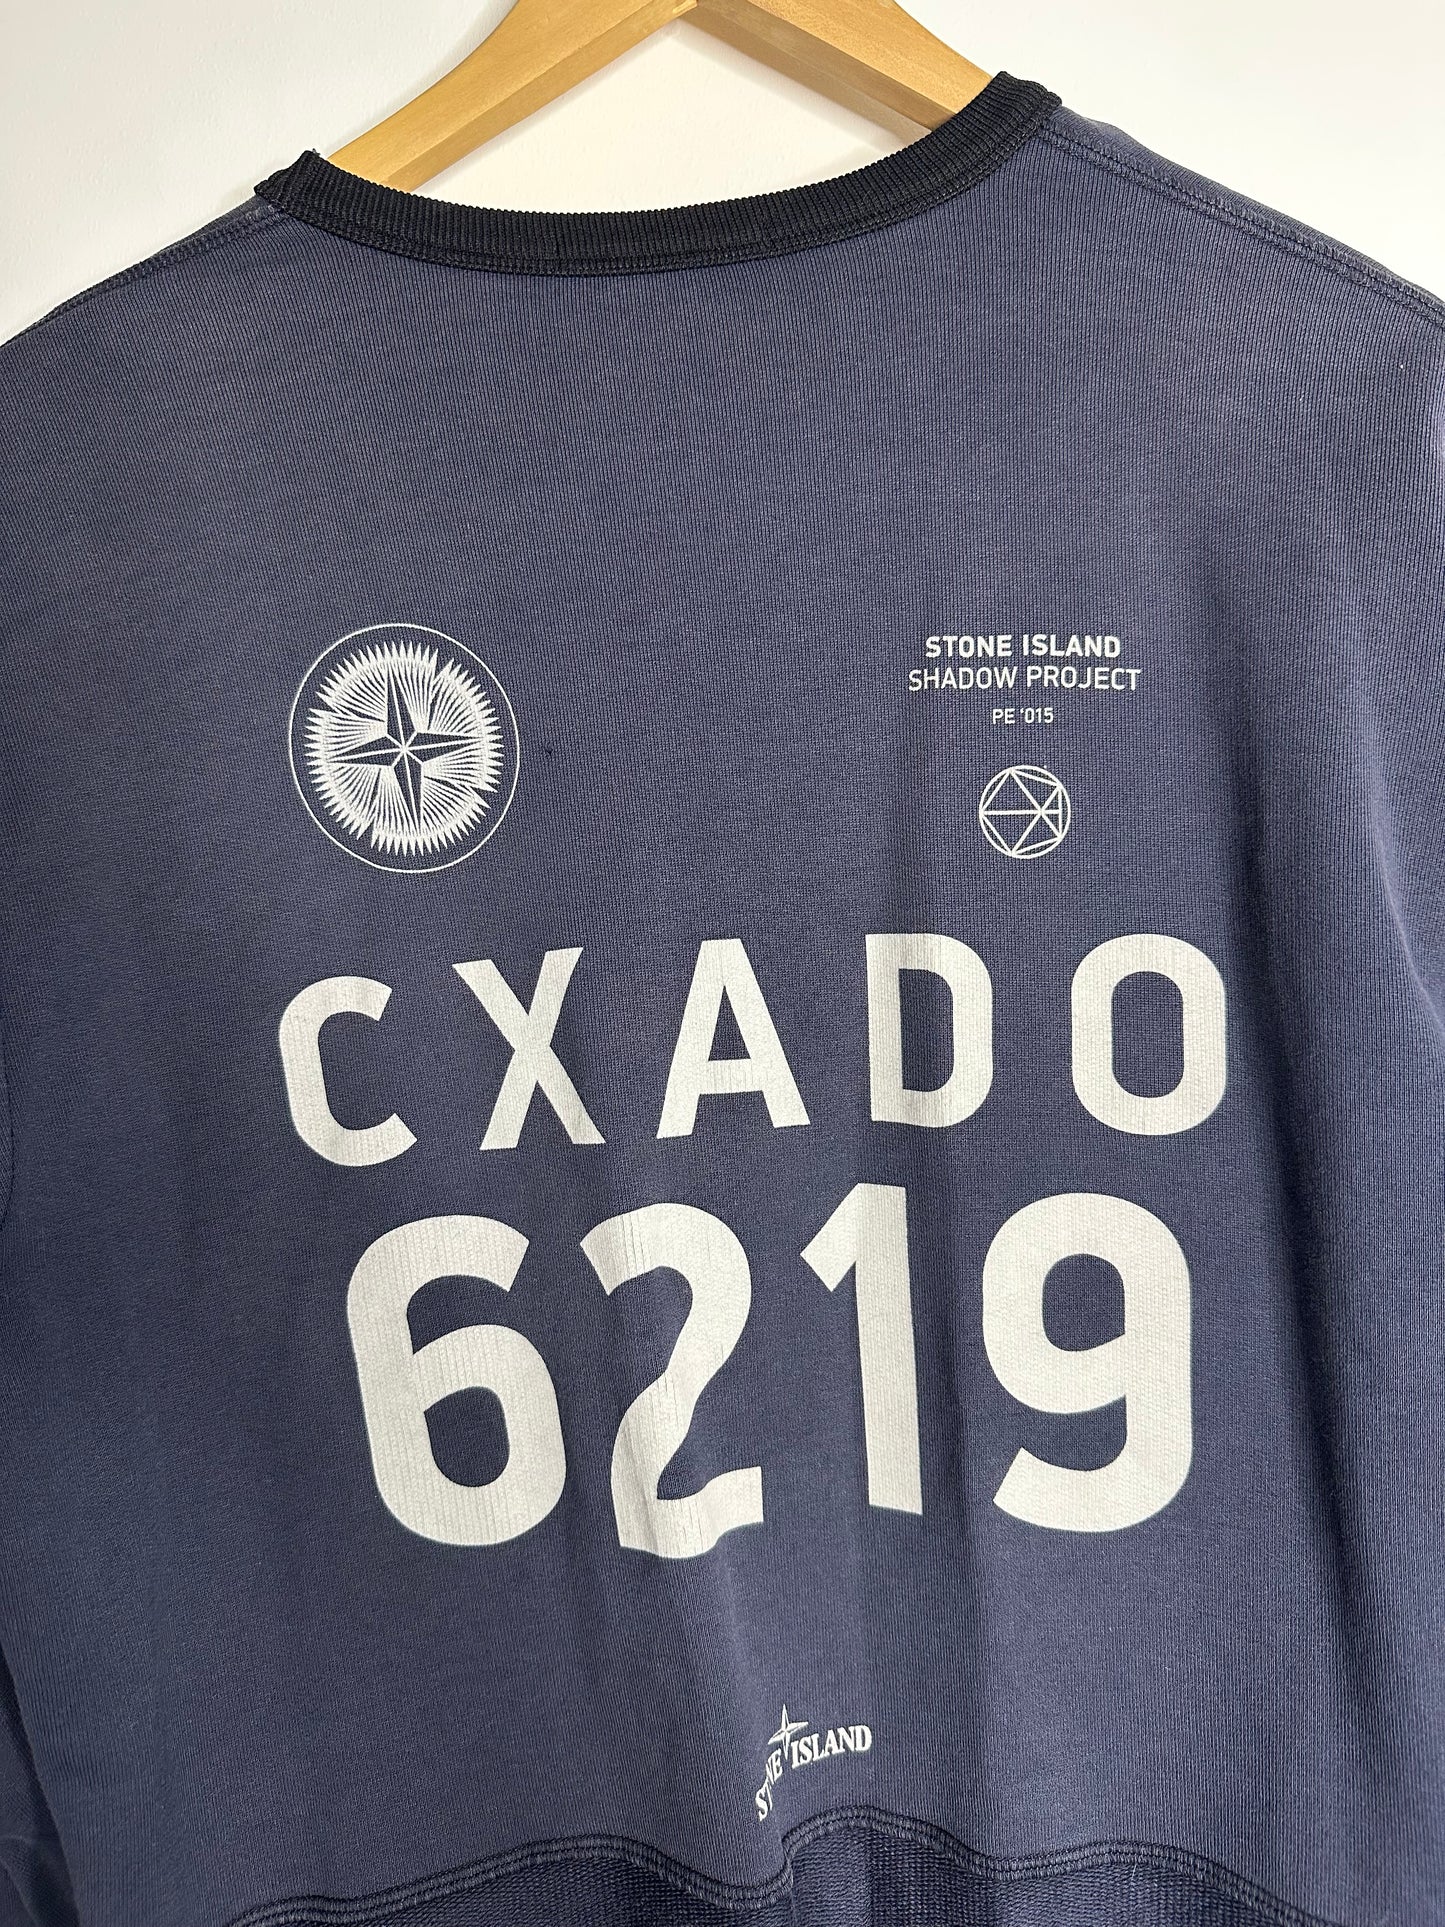 STONE ISLAND
SHADOW PROJECT
PE '015
CXADO
6219
STONE ISLAND